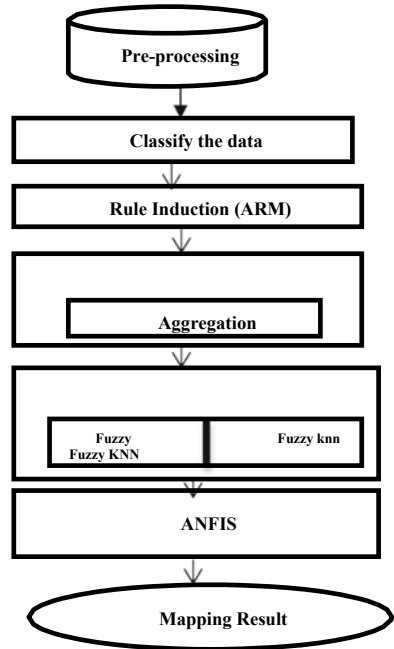 Pre-processing
Classify the data
Rule Induction (ARM)
Aggregation
Fuzzy
Fuzzy KNN
Fuzzy knn
ANFIS
Mapping Result